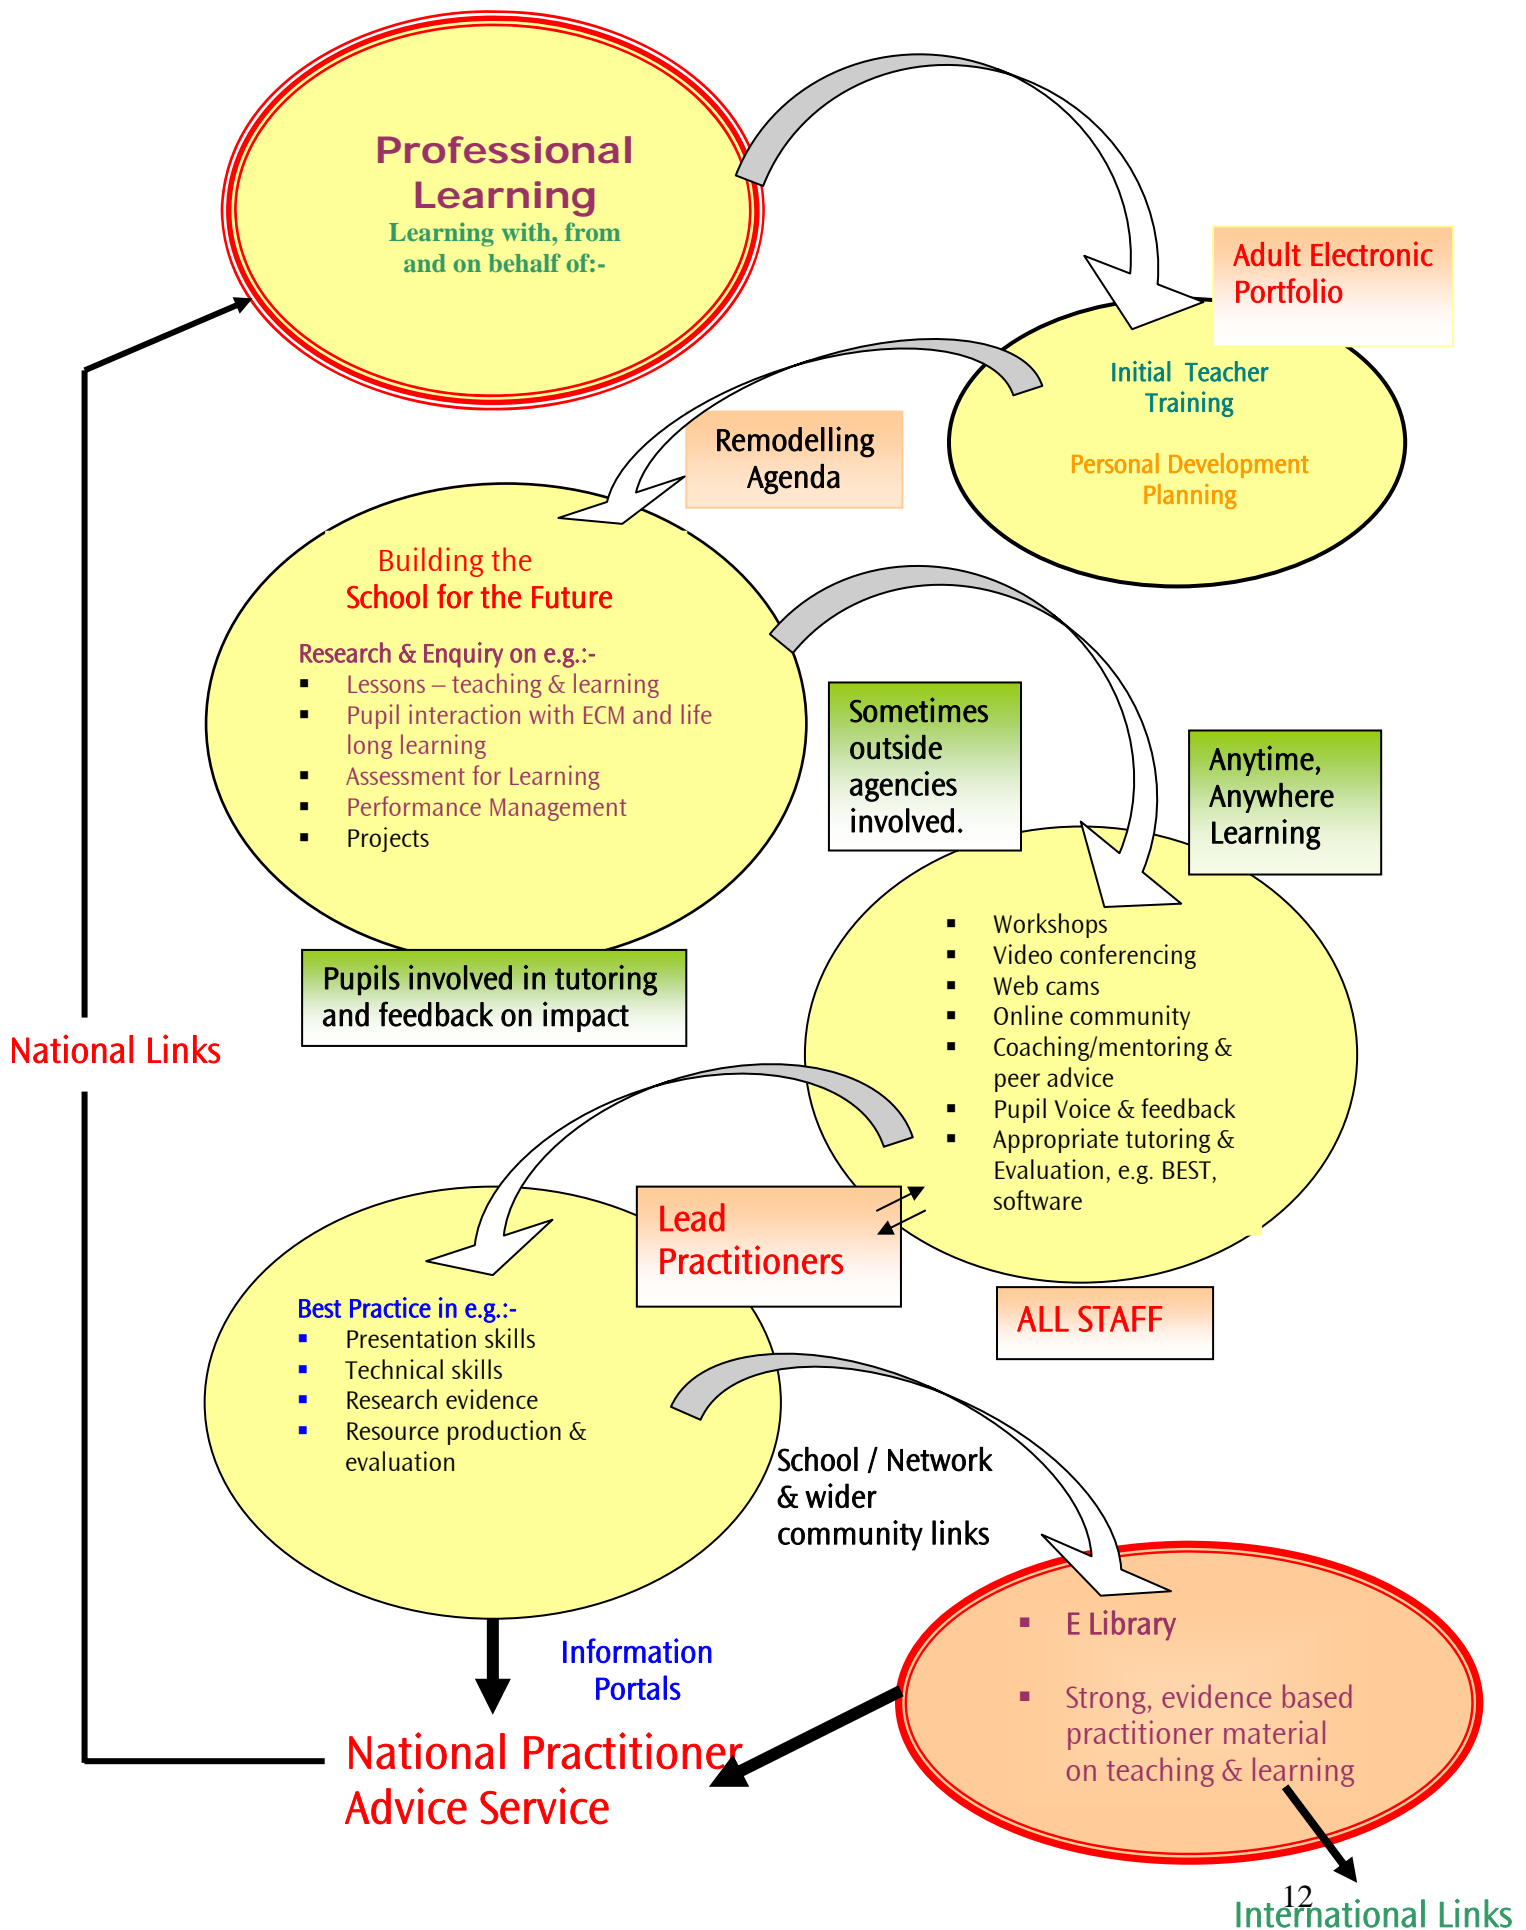 Professional
Learning
Learning with, from
and on behalf of:-
Adult Electronic
Portfolio
Initial Teacher
Training
Personal Development
Planning
Remodelling
Agenda
Building the
School for the Future
Research & Enquiry on e.g.:-
▪ Lessons – teaching & learning
▪ Pupil interaction with ECM and life
long learning
▪ Assessment for Learning
▪ Performance Management
▪ Projects
Sometimes
outside
agencies
involved.
Anytime,
Anywhere
Learning
Pupils involved in tutoring
and feedback on impact
National Links
▪ Workshops
▪ Video conferencing
▪ Web cams
▪ Online community
▪ Coaching/mentoring &
peer advice
▪ Pupil Voice & feedback
▪ Appropriate tutoring &
Evaluation, e.g. BEST,
software
Lead
Practitioners
ALL STAFF
Best Practice in e.g.:-
▪ Presentation skills
▪ Technical skills
▪ Research evidence
▪ Resource production &
evaluation
School / Network
& wider
community links
▪ E Library
▪ Strong, evidence based
practitioner material
on teaching & learning
Information
Portals
National Practitioner
Advice Service
12
International Links